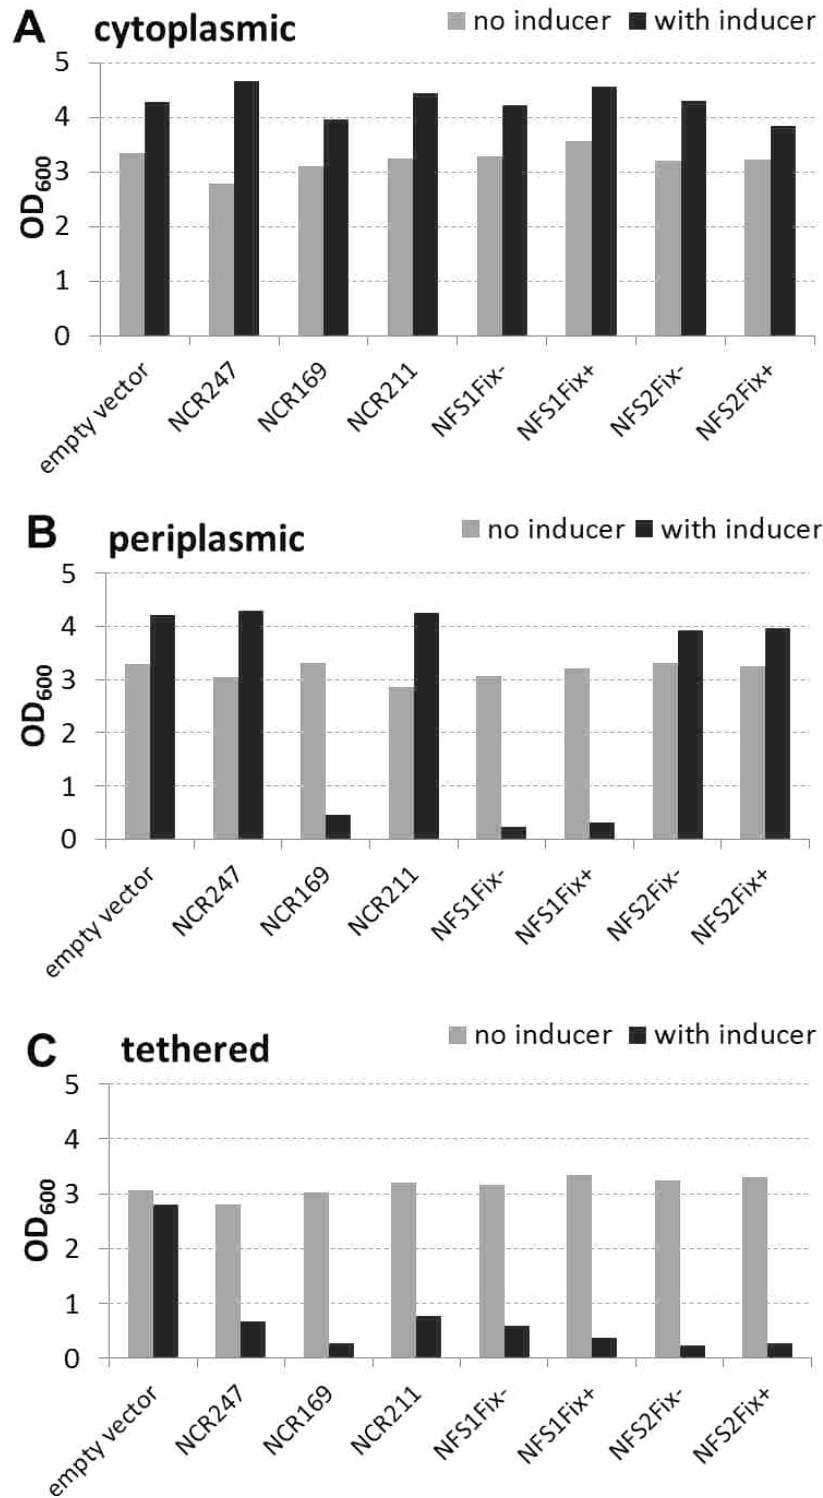 A cytoplasmic
no inducer with inducer
5
4
3
2
1
0
OD600
empty vector
NCR247
NCR169
NCR211
NFS1Fix-
NFS1Fix+
NFS2Fix-
NFS2Fix+
B periplasmic
no inducer with inducer
5
4
3
2
1
0
OD600
empty vector
NCR247
NCR169
NCR211
NFS1Fix-
NFS1Fix+
NFS2Fix-
NFS2Fix+
C tethered
no inducer with inducer
5
4
3
2
1
0
OD600
empty vector
NCR247
NCR169
NCR211
NFS1Fix-
NFS1Fix+
NFS2Fix-
NFS2Fix+